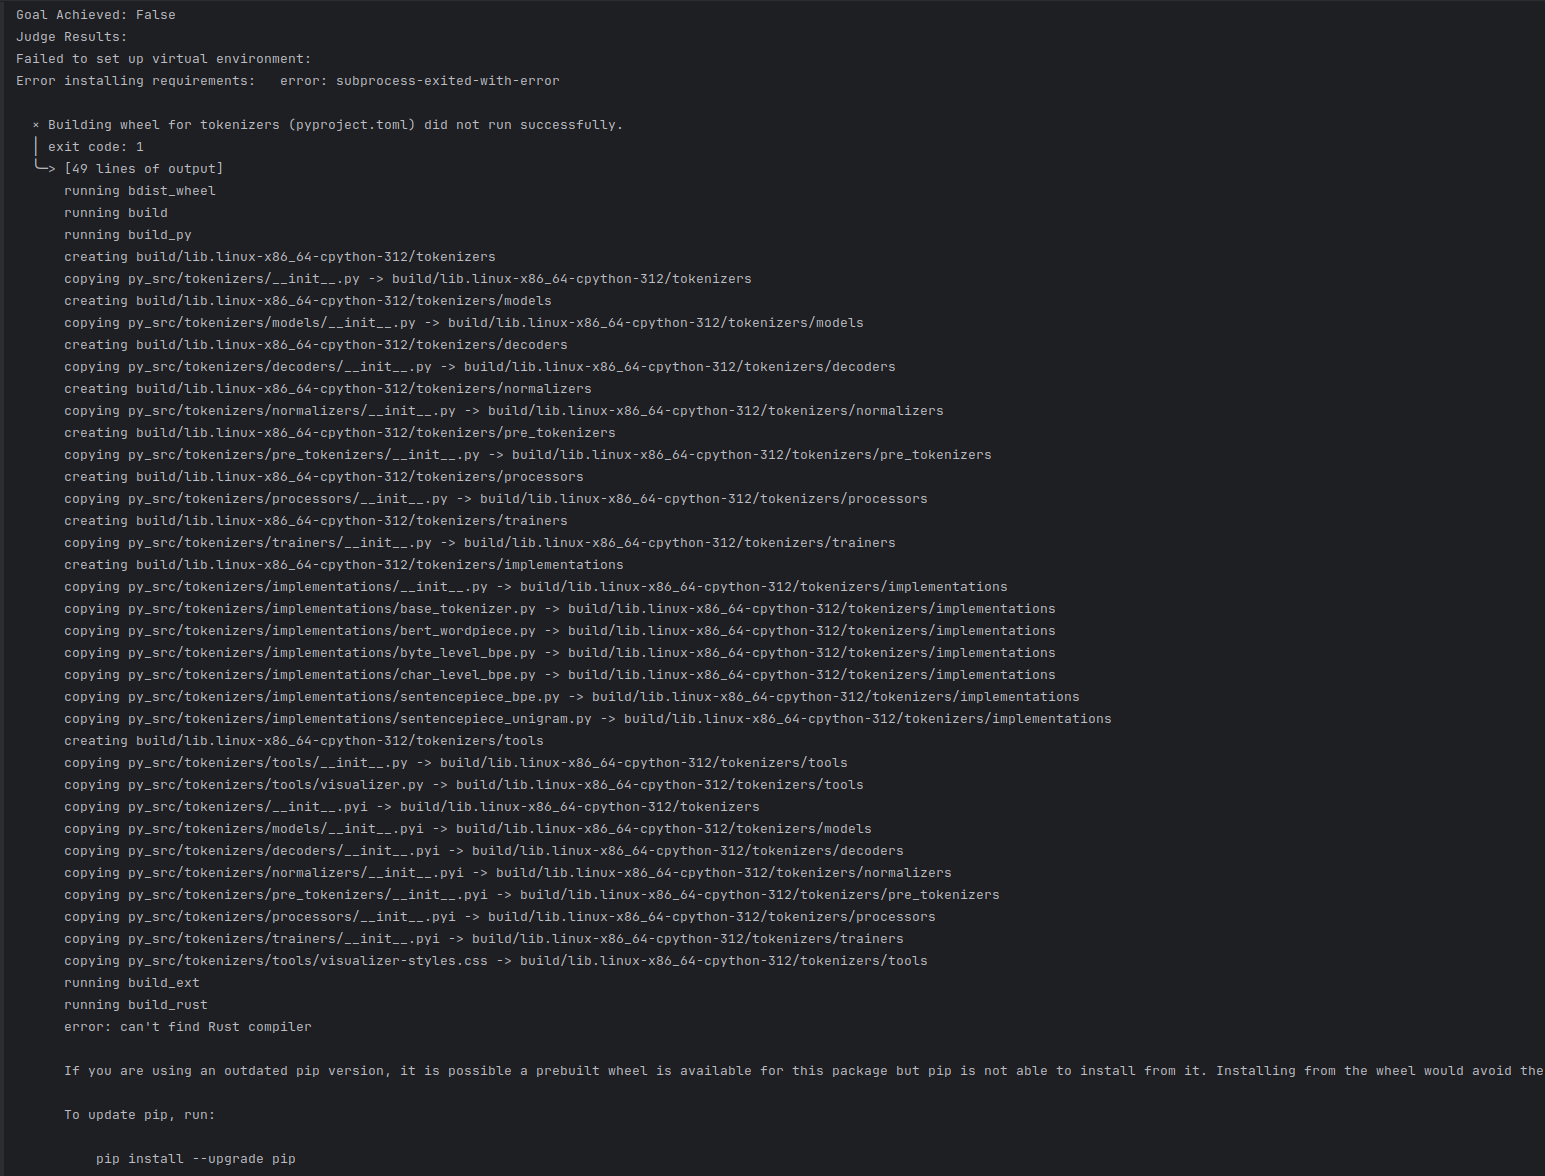 Goal Achieved: False
Judge Results:
Failed to set up virtual environment:
Error installing requirements:   error: subprocess-exited-with-error

  × Building wheel for tokenizers (pyproject.toml) did not run successfully.
  │ exit code: 1
  ╰─> [49 lines of output]
      running bdist_wheel
      running build
      running build_py
      creating build/lib.linux-x86_64-cpython-312/tokenizers
      copying py_src/tokenizers/__init__.py -> build/lib.linux-x86_64-cpython-312/tokenizers
      creating build/lib.linux-x86_64-cpython-312/tokenizers/models
      copying py_src/tokenizers/models/__init__.py -> build/lib.linux-x86_64-cpython-312/tokenizers/models
      creating build/lib.linux-x86_64-cpython-312/tokenizers/decoders
      copying py_src/tokenizers/decoders/__init__.py -> build/lib.linux-x86_64-cpython-312/tokenizers/decoders
      creating build/lib.linux-x86_64-cpython-312/tokenizers/normalizers
      copying py_src/tokenizers/normalizers/__init__.py -> build/lib.linux-x86_64-cpython-312/tokenizers/normalizers
      creating build/lib.linux-x86_64-cpython-312/tokenizers/pre_tokenizers
      copying py_src/tokenizers/pre_tokenizers/__init__.py -> build/lib.linux-x86_64-cpython-312/tokenizers/pre_tokenizers
      creating build/lib.linux-x86_64-cpython-312/tokenizers/processors
      copying py_src/tokenizers/processors/__init__.py -> build/lib.linux-x86_64-cpython-312/tokenizers/processors
      creating build/lib.linux-x86_64-cpython-312/tokenizers/trainers
      copying py_src/tokenizers/trainers/__init__.py -> build/lib.linux-x86_64-cpython-312/tokenizers/trainers
      creating build/lib.linux-x86_64-cpython-312/tokenizers/implementations
      copying py_src/tokenizers/implementations/__init__.py -> build/lib.linux-x86_64-cpython-312/tokenizers/implementations
      copying py_src/tokenizers/implementations/base_tokenizer.py -> build/lib.linux-x86_64-cpython-312/tokenizers/implementations
      copying py_src/tokenizers/implementations/bert_wordpiece.py -> build/lib.linux-x86_64-cpython-312/tokenizers/implementations
      copying py_src/tokenizers/implementations/byte_level_bpe.py -> build/lib.linux-x86_64-cpython-312/tokenizers/implementations
      copying py_src/tokenizers/implementations/char_level_bpe.py -> build/lib.linux-x86_64-cpython-312/tokenizers/implementations
      copying py_src/tokenizers/implementations/sentencepiece_bpe.py -> build/lib.linux-x86_64-cpython-312/tokenizers/implementations
      copying py_src/tokenizers/implementations/sentencepiece_unigram.py -> build/lib.linux-x86_64-cpython-312/tokenizers/implementations
      creating build/lib.linux-x86_64-cpython-312/tokenizers/tools
      copying py_src/tokenizers/tools/__init__.py -> build/lib.linux-x86_64-cpython-312/tokenizers/tools
      copying py_src/tokenizers/tools/visualizer.py -> build/lib.linux-x86_64-cpython-312/tokenizers/tools
      copying py_src/tokenizers/__init__.pyi -> build/lib.linux-x86_64-cpython-312/tokenizers
      copying py_src/tokenizers/models/__init__.pyi -> build/lib.linux-x86_64-cpython-312/tokenizers/models
      copying py_src/tokenizers/decoders/__init__.pyi -> build/lib.linux-x86_64-cpython-312/tokenizers/decoders
      copying py_src/tokenizers/normalizers/__init__.pyi -> build/lib.linux-x86_64-cpython-312/tokenizers/normalizers
      copying py_src/tokenizers/pre_tokenizers/__init__.pyi -> build/lib.linux-x86_64-cpython-312/tokenizers/pre_tokenizers
      copying py_src/tokenizers/processors/__init__.pyi -> build/lib.linux-x86_64-cpython-312/tokenizers/processors
      copying py_src/tokenizers/trainers/__init__.pyi -> build/lib.linux-x86_64-cpython-312/tokenizers/trainers
      copying py_src/tokenizers/tools/visualizer-styles.css -> build/lib.linux-x86_64-cpython-312/tokenizers/tools
      running build_ext
      running build_rust
      error: can't find Rust compiler

      If you are using an outdated pip version, it is possible a prebuilt wheel is available for this package but pip is not able to install from it. Installing from the wheel would avoid the

      To update pip, run:

          pip install --upgrade pip